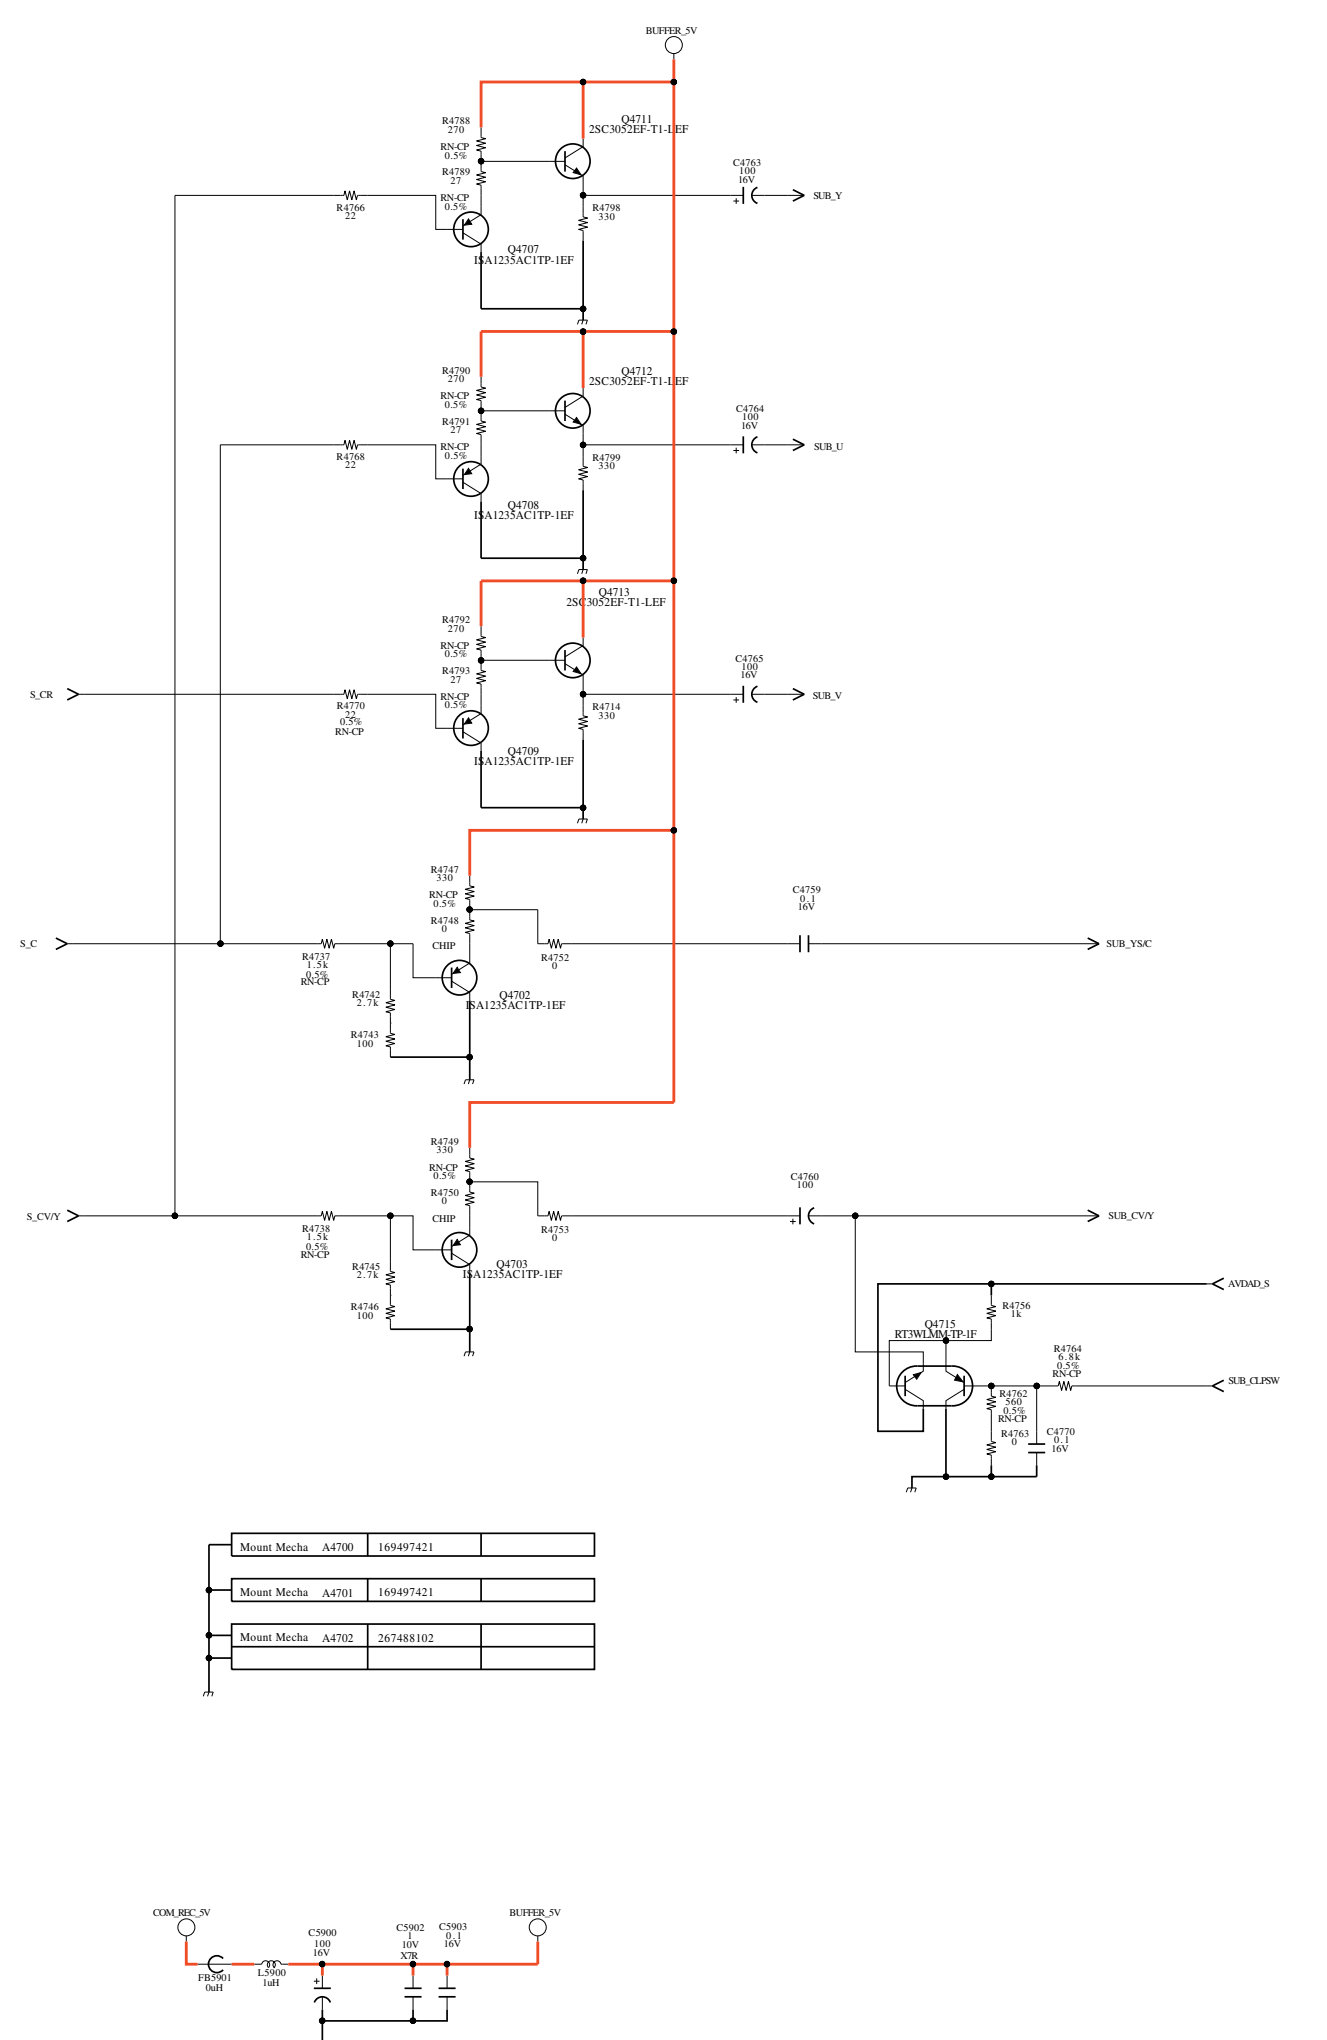 BUFFER_5V
R4788
270
RN-CP
0.5%
R4789
27
RN-CP
0.5%
Q4711
2SC3052EF-T1-LEF
C4763
100
16V
+
SUB_Y
R4766
22
R4798
330
Q4707
ISA1235AC1TP-1EF
R4790
270
RN-CP
0.5%
R4791
27
RN-CP
0.5%
Q4712
2SC3052EF-T1-LEF
C4764
100
16V
+
SUB_U
R4768
22
R4799
330
Q4708
ISA1235AC1TP-1EF
R4792
270
RN-CP
0.5%
R4793
27
RN-CP
0.5%
Q4713
2SC3052EF-T1-LEF
C4765
100
16V
+
SUB_V
S_CR
R4770
22
0.5%
RN-CP
R4714
330
Q4709
ISA1235AC1TP-1EF
R4747
330
RN-CP
0.5%
R4748
0
CHIP
C4759
0.1
16V
S_C
SUB_YS/C
R4737
1.5k
0.5%
RN-CP
R4752
0
R4742
2.7k
R4743
100
Q4702
ISA1235AC1TP-1EF
R4749
330
RN-CP
0.5%
R4750
0
CHIP
C4760
100
+
S_CV/Y
SUB_CV/Y
R4738
1.5k
0.5%
RN-CP
R4753
0
R4745
2.7k
R4746
100
Q4703
ISA1235AC1TP-1EF
AVDAD_S
R4756
1k
Q4715
RT3WLMM-TP-1F
R4764
6.8k
0.5%
RN-CP
SUB_CLPSW
R4762
560
0.5%
RN-CP
R4763
0
C4770
0.1
16V
Mount Mecha A4700 169497421
Mount Mecha A4701 169497421
Mount Mecha A4702 267488102
COM_REC_5V
BUFFER_5V
C5900
100
16V
+
C5902
1
10V
X7R
C5903
0.1
16V
FB5901
0uH
L5900
1uH